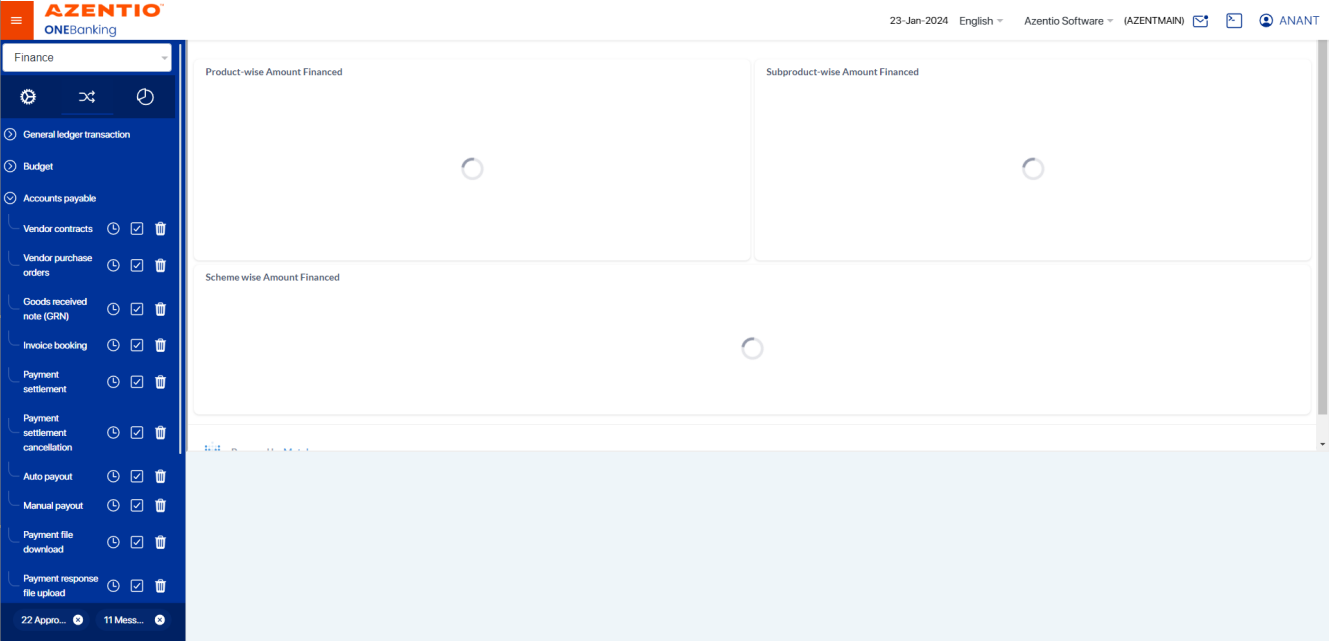 AZENTIO
ONEBanking
23-Jan-2024 English Azentio Software (AZENTMAIN) ANANT
Finance
General ledger transaction
Budget
Accounts payable
Vendor contracts
Vendor purchase
orders
Goods received
note (GRN)
Invoice booking
Payment
settlement
Payment
settlement
cancellation
Auto payout
Manual payout
Payment file
download
Payment response
file upload
22 Appro...
11 Mess...
Product-wise Amount Financed
Subproduct-wise Amount Financed
Scheme wise Amount Financed